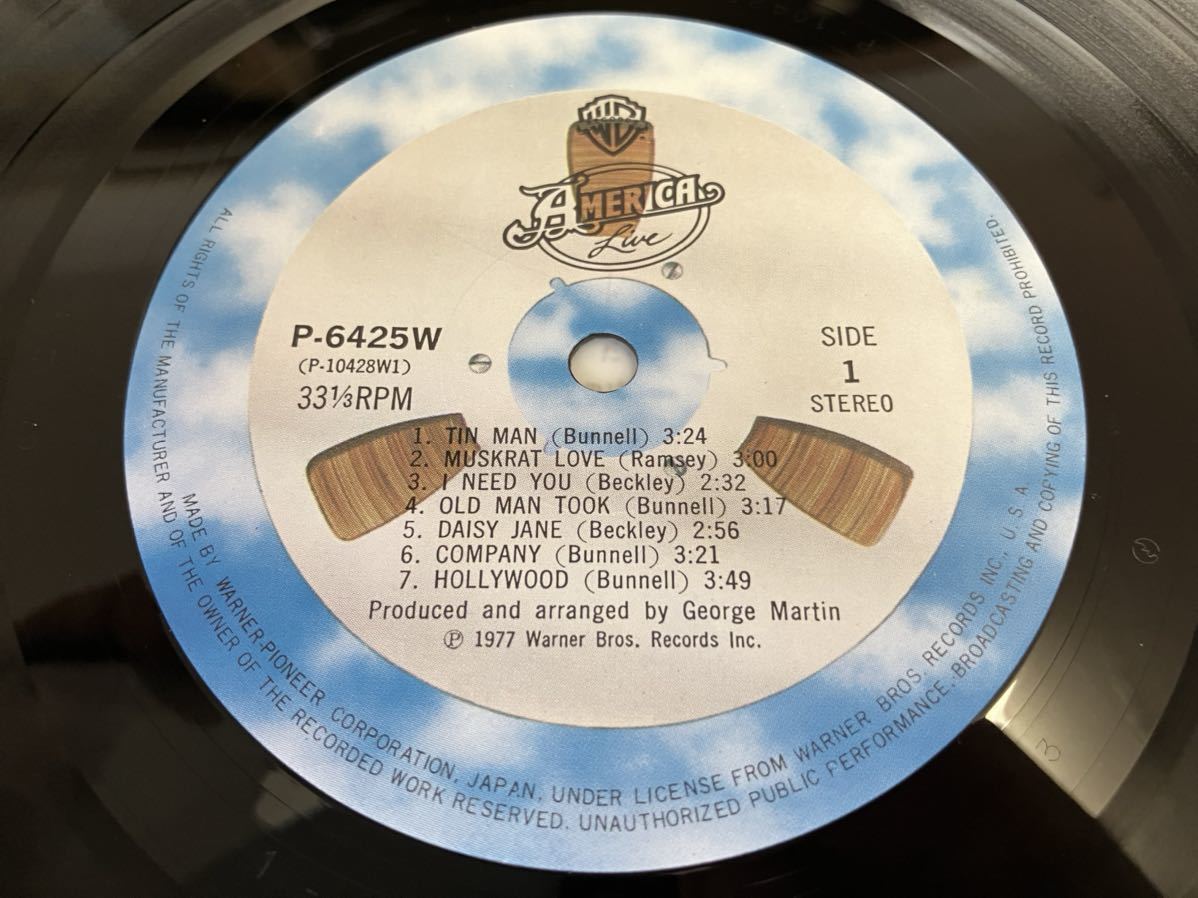 WB
AMERICA
Live
P-6425W
(P-10428W1)
33⅓RPM
SIDE
1
STEREO
1. TIN MAN (Bunnell) 3:24
2. MUSKRAT LOVE (Ramsey) 3:00
3. I NEED YOU (Beckley) 2:32
4. OLD MAN TOOK (Bunnell) 3:17
5. DAISY JANE (Beckley) 2:56
6. COMPANY (Bunnell) 3:21
7. HOLLYWOOD (Bunnell) 3:49
Produced and arranged by George Martin
℗ 1977 Warner Bros. Records Inc.
MADE BY WARNER-PIONEER CORPORATION, JAPAN, UNDER LICENSE FROM WARNER BROS. RECORDS INC., U. S. A.
ALL RIGHTS OF THE MANUFACTURER AND OF THE OWNER OF THE RECORDED WORK RESERVED. UNAUTHORIZED PUBLIC PERFORMANCE, BROADCASTING AND COPYING OF THIS RECORD PROHIBITED.